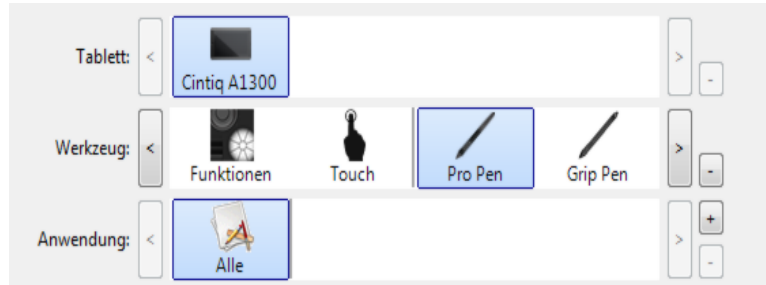 Tablett: < Cintiq A1300 > -
Werkzeug: < Funktionen Touch Pro Pen Grip Pen > -
Anwendung: < Alle > + -